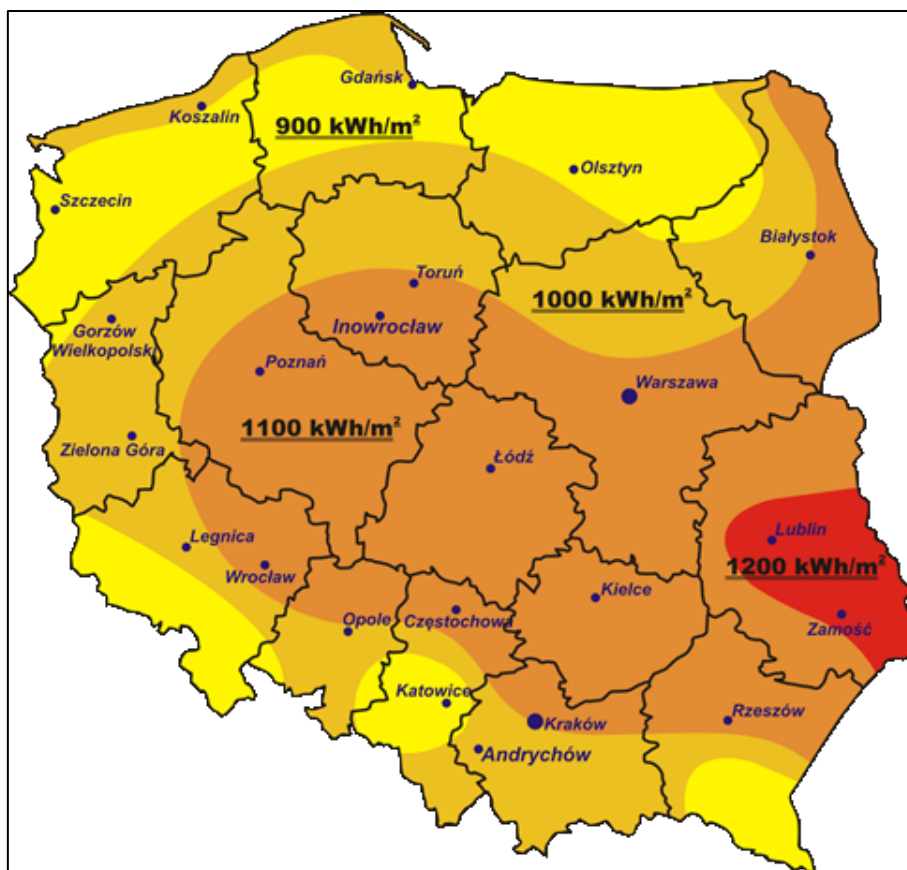 Gdańsk
Koszalin
900 kWh/m²
Olsztyn
Szczecin
Białystok
Toruń
1000 kWh/m²
Inowrocław
Gorzów
Wielkopolsk
Poznań
Warszawa
1100 kWh/m²
Zielona Góra
Łódź
Lublin
Legnica
1200 kWh/m²
Wrocław
Kielce
Opole
Częstochowa
Zamość
Katowice
Kraków
Rzeszów
Andrychów